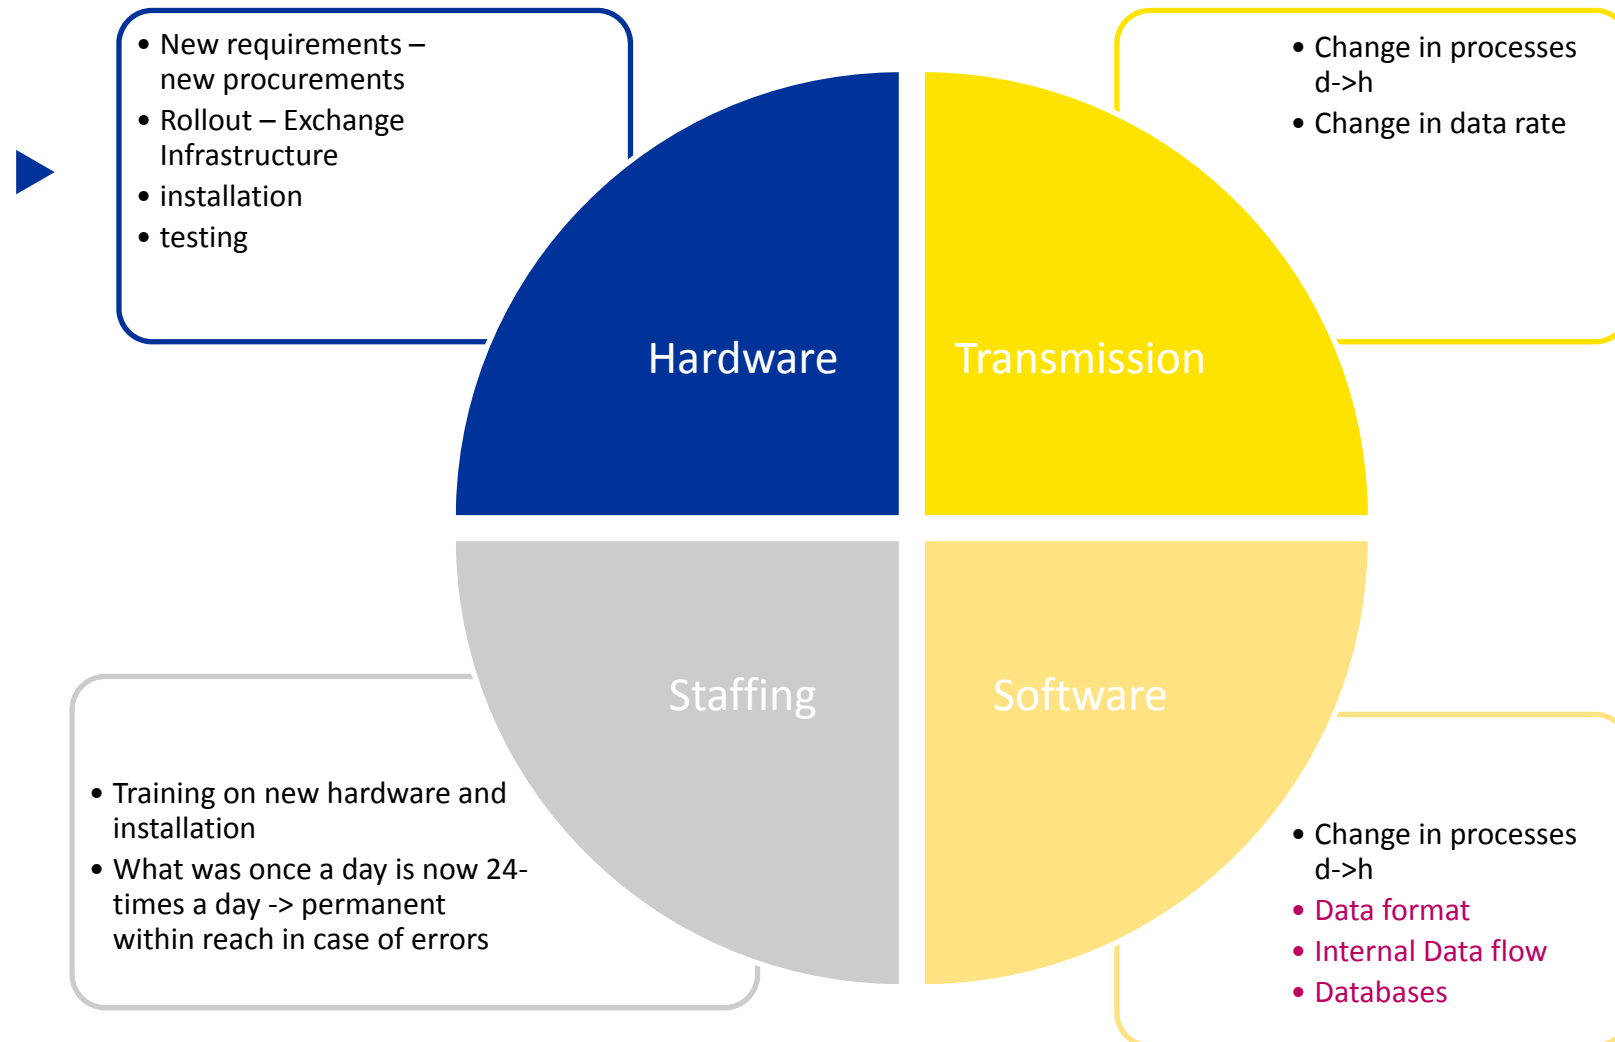 • New requirements –
new procurements
• Rollout – Exchange
Infrastructure
• installation
• testing
• Change in processes
d->h
• Change in data rate
Hardware
Transmission
Staffing
Software
• Training on new hardware and
installation
• What was once a day is now 24-
times a day -> permanent
within reach in case of errors
• Change in processes
d->h
• Data format
• Internal Data flow
• Databases